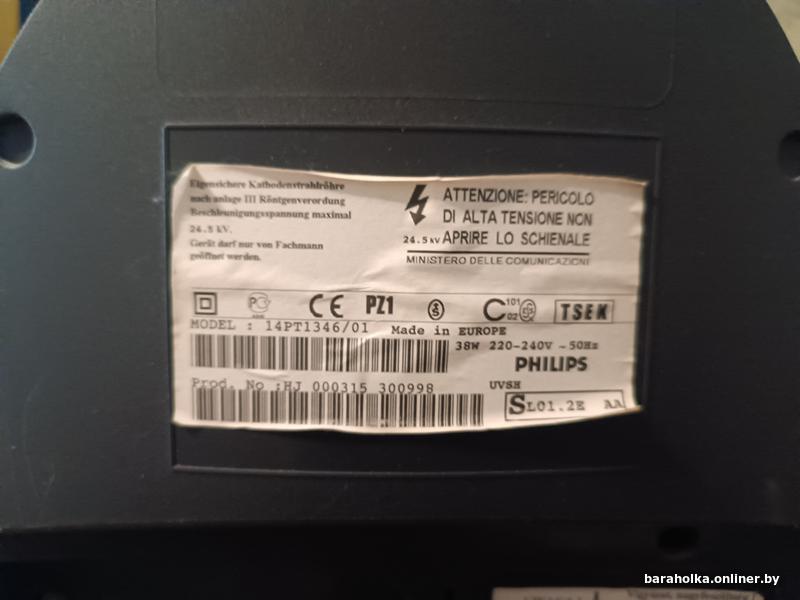 Eigensichere Kathodenstrahlröhre
nach anlage III Röntgenverordung
Beschleunigungsspannung maximal
24.5 kV.
Gerät darf nur von Fachmann
geöffnet werden.
ATTENZIONE: PERICOLO
DI ALTA TENSIONE NON
24.5 kV APRIRE LO SCHIENALE
MINISTERO DELLE COMUNICAZIONI
CE PZ1 S C 101 02 TSEK
MODEL : 14PT1346/01 Made in EUROPE
38W 220-240V ~ 50Hz
PHILIPS
Prod. No :HJ 000315 300998 UVSH
SL01.2E AA
baraholka.onliner.by